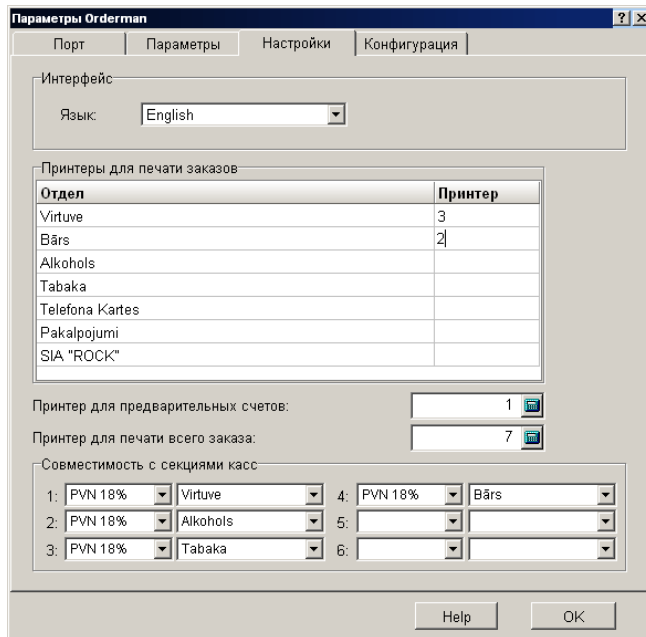 Параметры Orderman
Порт Параметры Настройки Конфигурация
Интерфейс
Язык: English
Принтеры для печати заказов
Отдел Принтер
Virtuve 3
Bārs 2
Alkohols
Tabaka
Telefona Kartes
Pakalpojumi
SIA "ROCK"
Принтер для предварительных счетов: 1
Принтер для печати всего заказа: 7
Совместимость с секциями касс
1: PVN 18% Virtuve 4: PVN 18% Bārs
2: PVN 18% Alkohols 5:
3: PVN 18% Tabaka 6:
Help OK